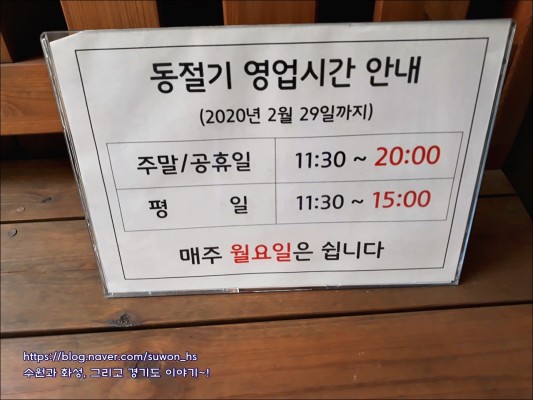 동절기 영업시간 안내
(2020년 2월 29일까지)
주말/공휴일 11:30 ~ 20:00
평 일 11:30 ~ 15:00
매주 월요일은 쉽니다
https://blog.naver.com/suwon_hs
수원과 화성, 그리고 경기도 이야기~!